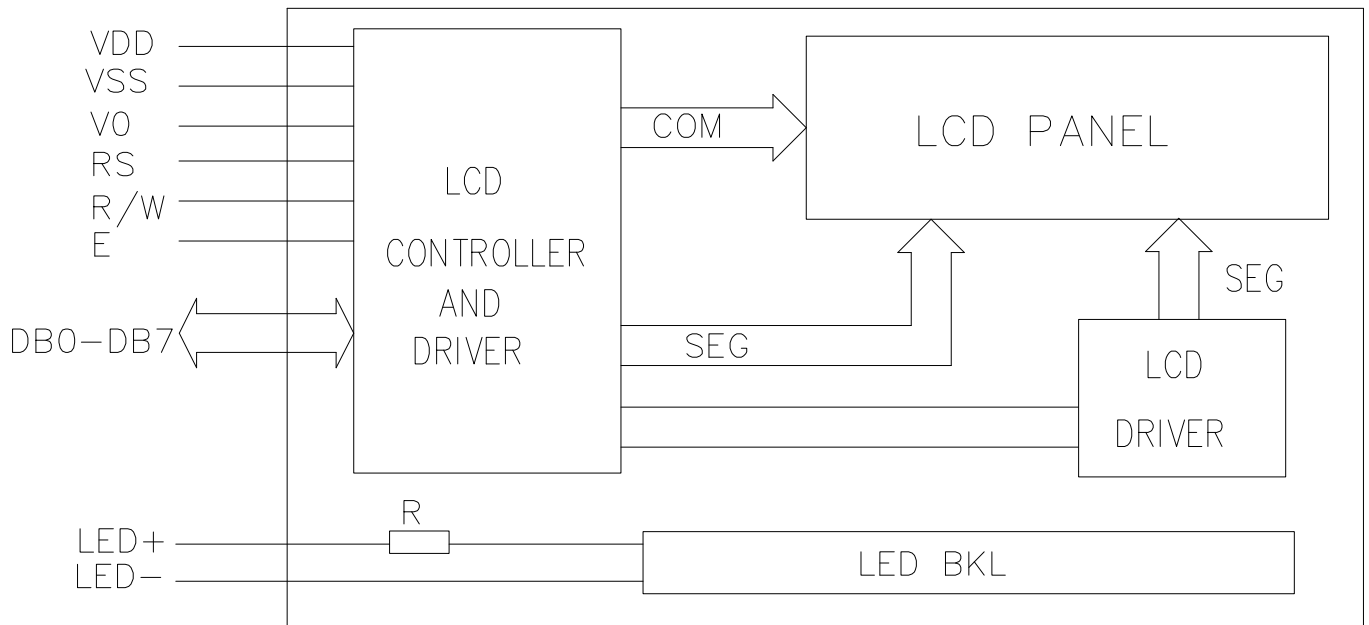 VDD
VSS
V0
RS
R/W
E
DB0-DB7
LCD
CONTROLLER
AND
DRIVER
COM
LCD PANEL
SEG
SEG
LCD
DRIVER
R
LED+
LED-
LED BKL